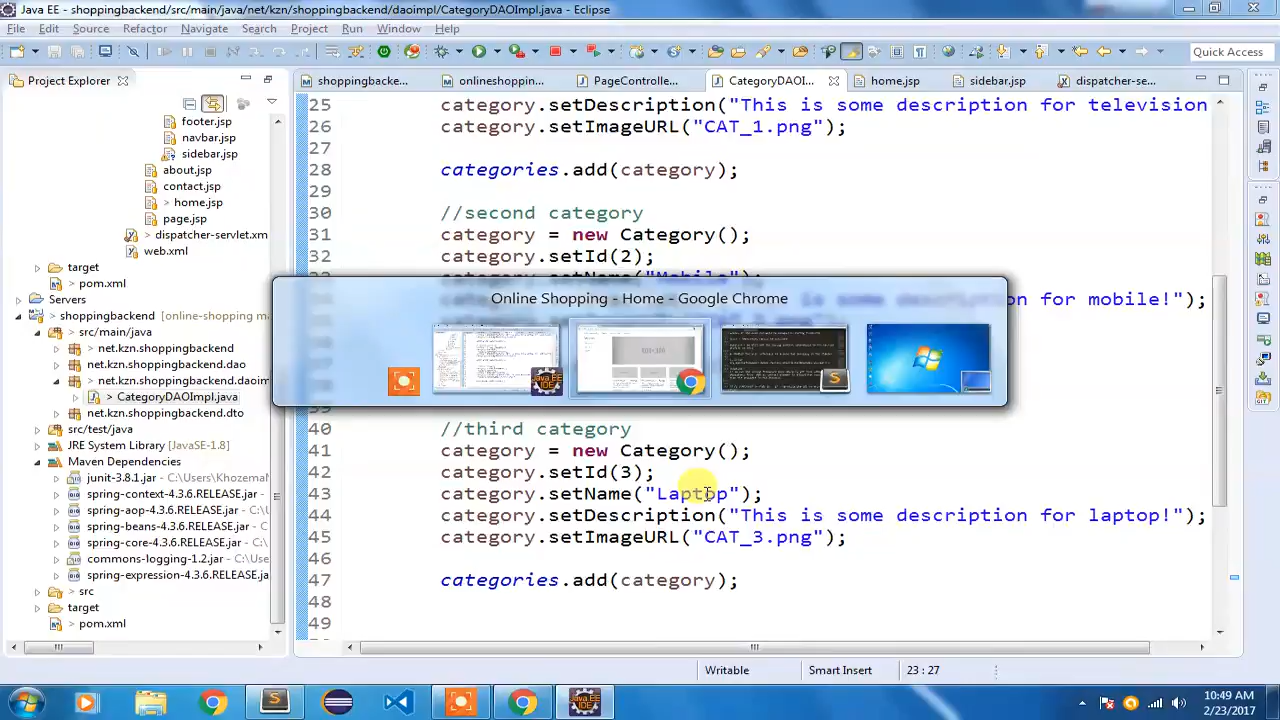 Java EE - shoppingbackend/src/main/java/net/kzn/shoppingbackend/daoimpl/CategoryDAOImpl.java - Eclipse
File Edit Source Refactor Navigate Search Project Run Window Help
Quick Access
Project Explorer
shoppingbacke...
onlineshoppin...
PageControlle...
CategoryDAOI...
home.jsp
sidebar.jsp
dispatcher-se...
footer.jsp
navbar.jsp
sidebar.jsp
about.jsp
contact.jsp
> home.jsp
page.jsp
> dispatcher-servlet.xm
web.xml
target
> pom.xml
Servers
> shoppingbackend [online-shopping ma
> src/main/java
> net.kzn.shoppingbackend
net.kzn.shoppingbackend.dao
net.kzn.shoppingbackend.daoim
> CategoryDAOImpl.java
net.kzn.shoppingbackend.dto
src/test/java
JRE System Library [JavaSE-1.8]
Maven Dependencies
junit-3.8.1.jar - C:\Users\Khozema\
spring-context-4.3.6.RELEASE.jar
spring-aop-4.3.6.RELEASE.jar - C:
spring-beans-4.3.6.RELEASE.jar -
spring-core-4.3.6.RELEASE.jar - C:
commons-logging-1.2.jar - C:\Us
spring-expression-4.3.6.RELEASE.ja
> src
target
> pom.xml
25 category.setDescription("This is some description for television
26 category.setImageURL("CAT_1.png");
27
28 categories.add(category);
29
30 //second category
31 category = new Category();
32 category.setId(2);
category.setName("Mobile");
is some description for mobile!");
Online Shopping - Home - Google Chrome
40 //third category
41 category = new Category();
42 category.setId(3);
43 category.setName("Laptop");
44 category.setDescription("This is some description for laptop!");
45 category.setImageURL("CAT_3.png");
46
47 categories.add(category);
48
49
Writable
Smart Insert
23 : 27
10:49 AM
2/23/2017